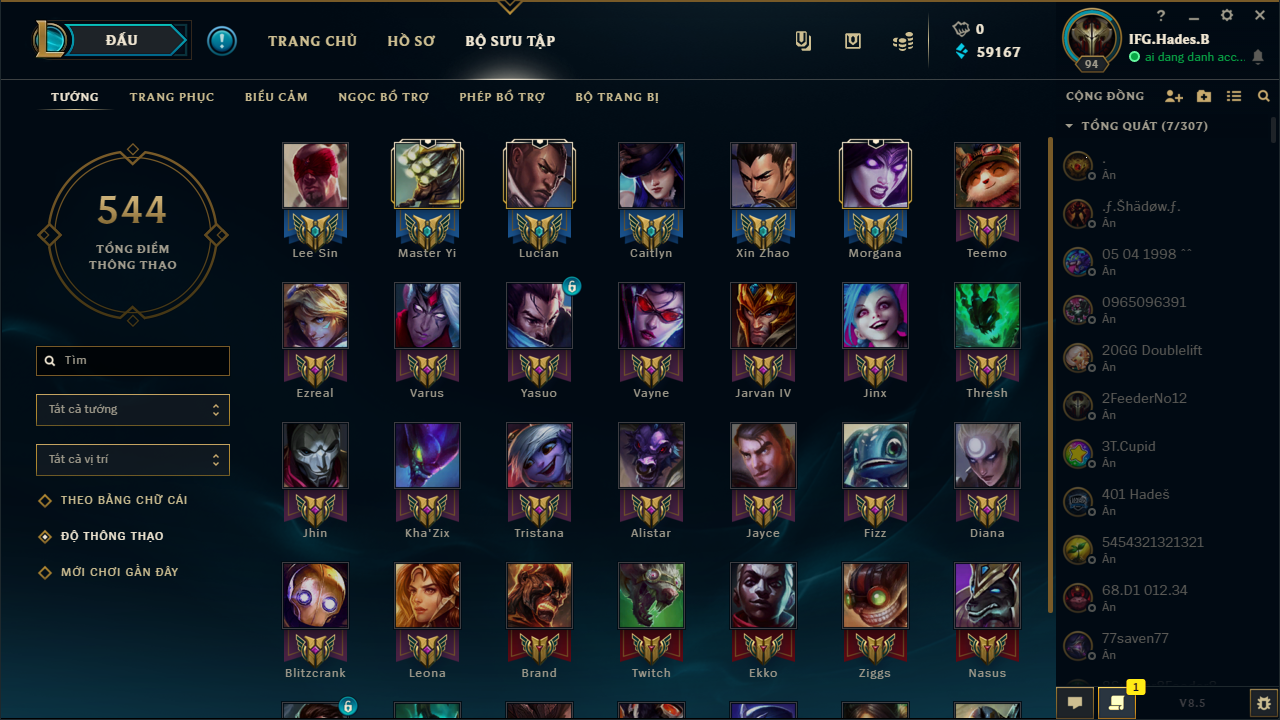 ĐẤU
TRANG CHỦ
HỒ SƠ
BỘ SƯU TẬP
0
59167
94
IFG.Hades.B
ai dang danh acc...
TƯỚNG
TRANG PHỤC
BIỂU CẢM
NGỌC BỔ TRỢ
PHÉP BỔ TRỢ
BỘ TRANG BỊ
CỘNG ĐỒNG
TỔNG QUÁT (7/307)
544
TỔNG ĐIỂM
THÔNG THẠO
Tìm
Tất cả tướng
Tất cả vị trí
THEO BẢNG CHỮ CÁI
ĐỘ THÔNG THẠO
MỚI CHƠI GẦN ĐÂY
Lee Sin
Master Yi
Lucian
Caitlyn
Xin Zhao
Morgana
Teemo
6
Ezreal
Varus
Yasuo
Vayne
Jarvan IV
Jinx
Thresh
Jhin
Kha'Zix
Tristana
Alistar
Jayce
Fizz
Diana
Blitzcrank
Leona
Brand
Twitch
Ekko
Ziggs
Nasus
6
.
Ẩn
.ƒ.Šhādøw.ƒ.
Ẩn
05 04 1998 ^^
Ẩn
0965096391
Ẩn
20GG Doublelift
Ẩn
2FeederNo12
Ẩn
3T.Cupid
Ẩn
401 Hadeš
Ẩn
5454321321321
Ẩn
68.D1 012.34
Ẩn
77saven77
Ẩn
1
V8.5